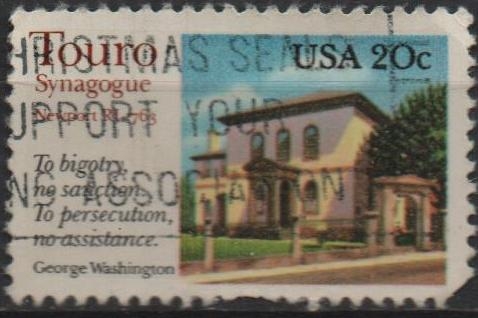 Touro
Synagogue
Newport RI 1763
To bigotry,
no sanction.
To persecution,
no assistance.
George Washington
USA 20c
CHRISTMAS SEALS
SUPPORT YOUR
LUNG ASSOCIATION